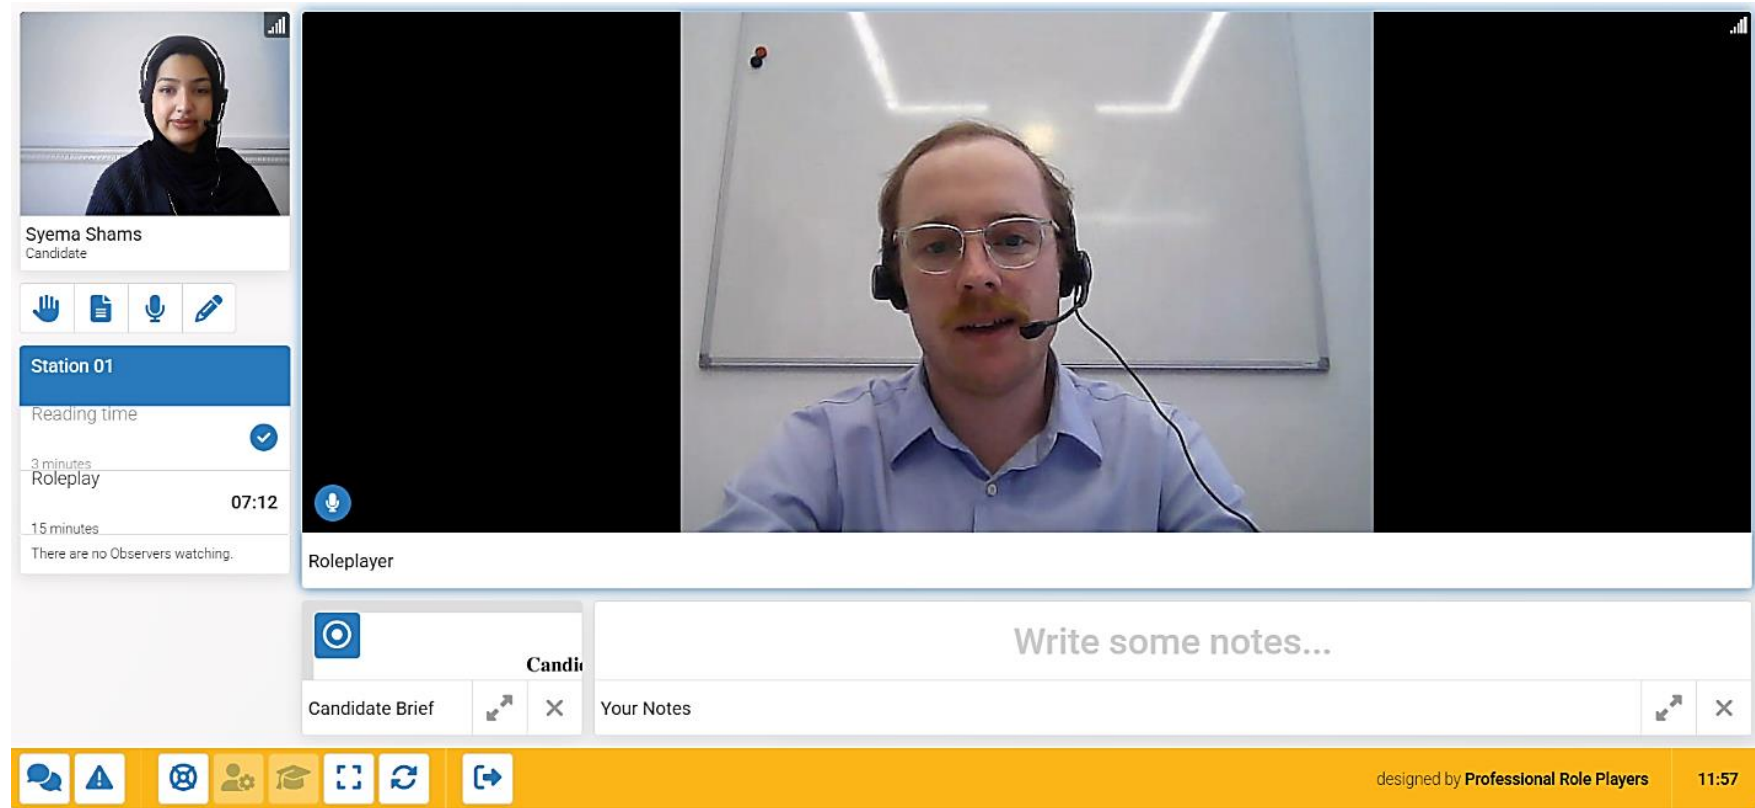 Syema Shams
Candidate
Station 01
Reading time
3 minutes
Roleplay
07:12
15 minutes
There are no Observers watching.
Roleplayer
Candi
Candidate Brief
Write some notes...
Your Notes
designed by Professional Role Players
11:57